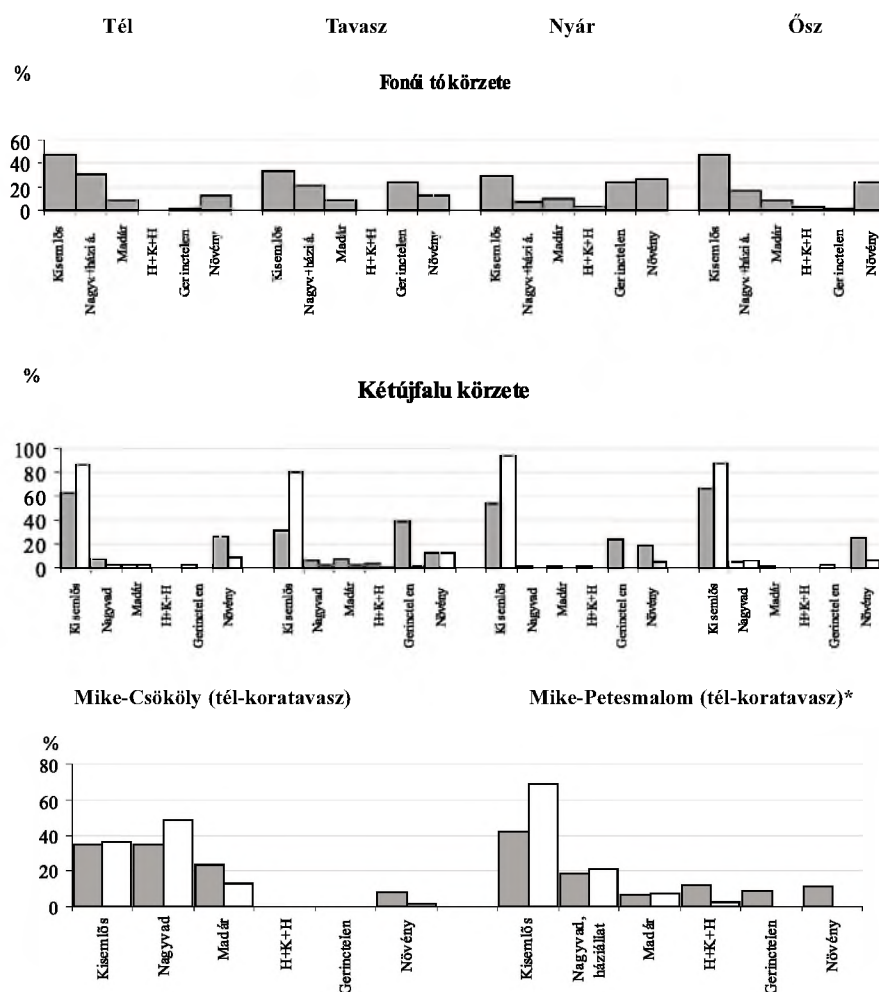 Tél Tavasz Nyár Ősz
%
Fonói tó körzete
60
40
20
0
Kisemlős Nagyv.+házi á. Madár H+K+H Gerinctelen Növény Kisemlős Nagyv.+házi á. Madár H+K+H Gerinctelen Növény Kisemlős Nagyv.+házi á. Madár H+K+H Gerinctelen Növény Kisemlős Nagyv.+házi á. Madár H+K+H Gerinctelen Növény
%
Kétújfalu körzete
100
80
60
40
20
0
Kisemlős Nagyvad Madár H+K+H Gerinctelen Növény Kisemlős Nagyvad Madár H+K+H Gerinctelen Növény Kisemlős Nagyvad Madár H+K+H Gerinctelen Növény Kisemlős Nagyvad Madár H+K+H Gerinctelen Növény
Mike-Csököly (tél-koratavasz) Mike-Petesmalom (tél-koratavasz)*
%
80
60
40
20
0
Kisemlős Nagyvad Madár H+K+H Gerinctelen Növény Kisemlős Nagyvad, háziállat Madár H+K+H Gerinctelen Növény